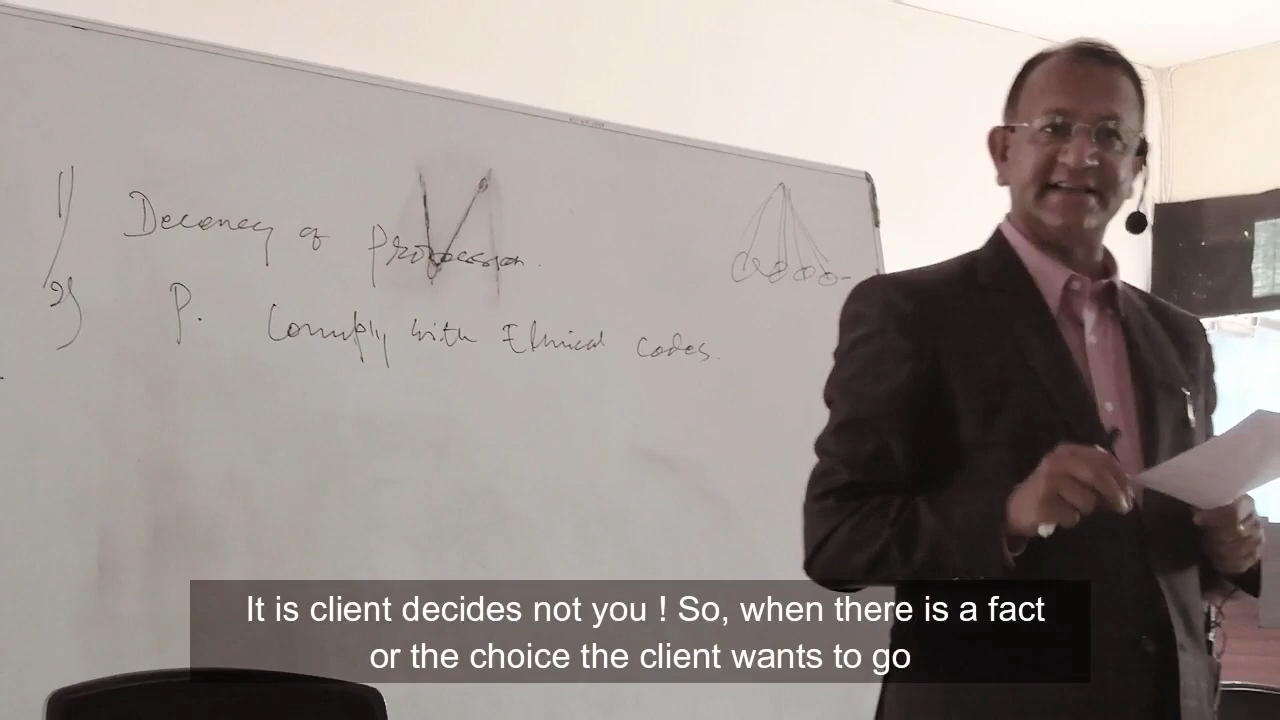 1) Decency of Profession.
2) P. Comply with Ethical codes.
It is client decides not you ! So, when there is a fact
or the choice the client wants to go